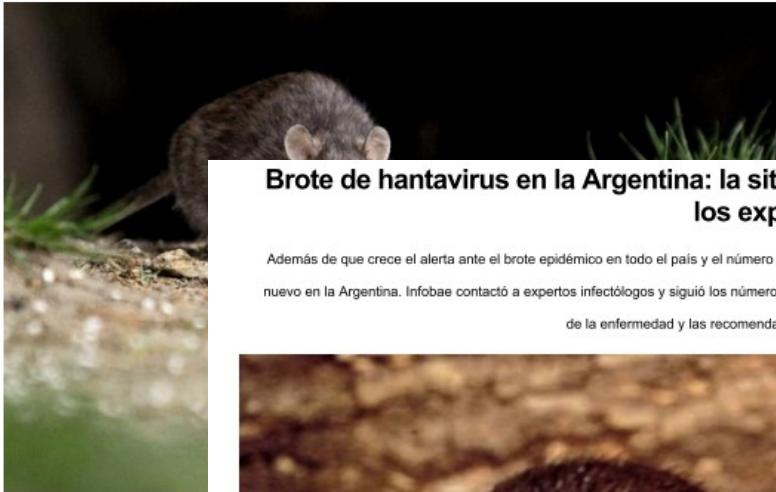 Brote de hantavirus en la Argentina: la sit
los exp
Además de que crece el alerta ante el brote epidémico en todo el país y el número
nuevo en la Argentina. Infobae contactó a expertos infectólogos y siguió los número
de la enfermedad y las recomenda